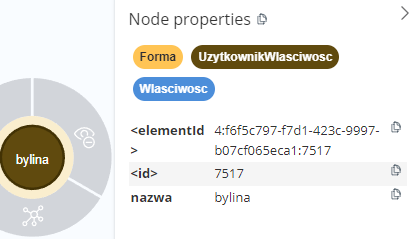 Node properties
Forma UzytkownikWlasciwosc
Wlasciwosc
<elementId> 4:f6f5c797-f7d1-423c-9997-
b07cf065eca1:7517
<id> 7517
nazwa bylina
bylina